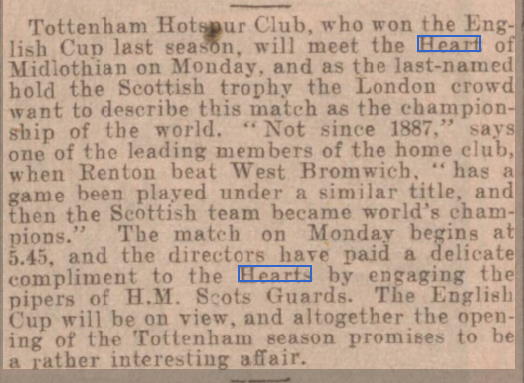 Tottenham Hotspur Club, who won the Eng-
lish Cup last season, will meet the Heart of
Midlothian on Monday, and as the last-named
hold the Scottish trophy the London crowd
want to describe this match as the champion-
ship of the world. "Not since 1887," says
one of the leading members of the home club,
when Renton beat West Bromwich, "has a
game been played under a similar title, and
then the Scottish team became world's cham-
pions." The match on Monday begins at
5.45, and the directors have paid a delicate
compliment to the Hearts by engaging the
pipers of H.M. Scots Guards. The English
Cup will be on view, and altogether the open-
ing of the Tottenham season promises to be
a rather interesting affair.